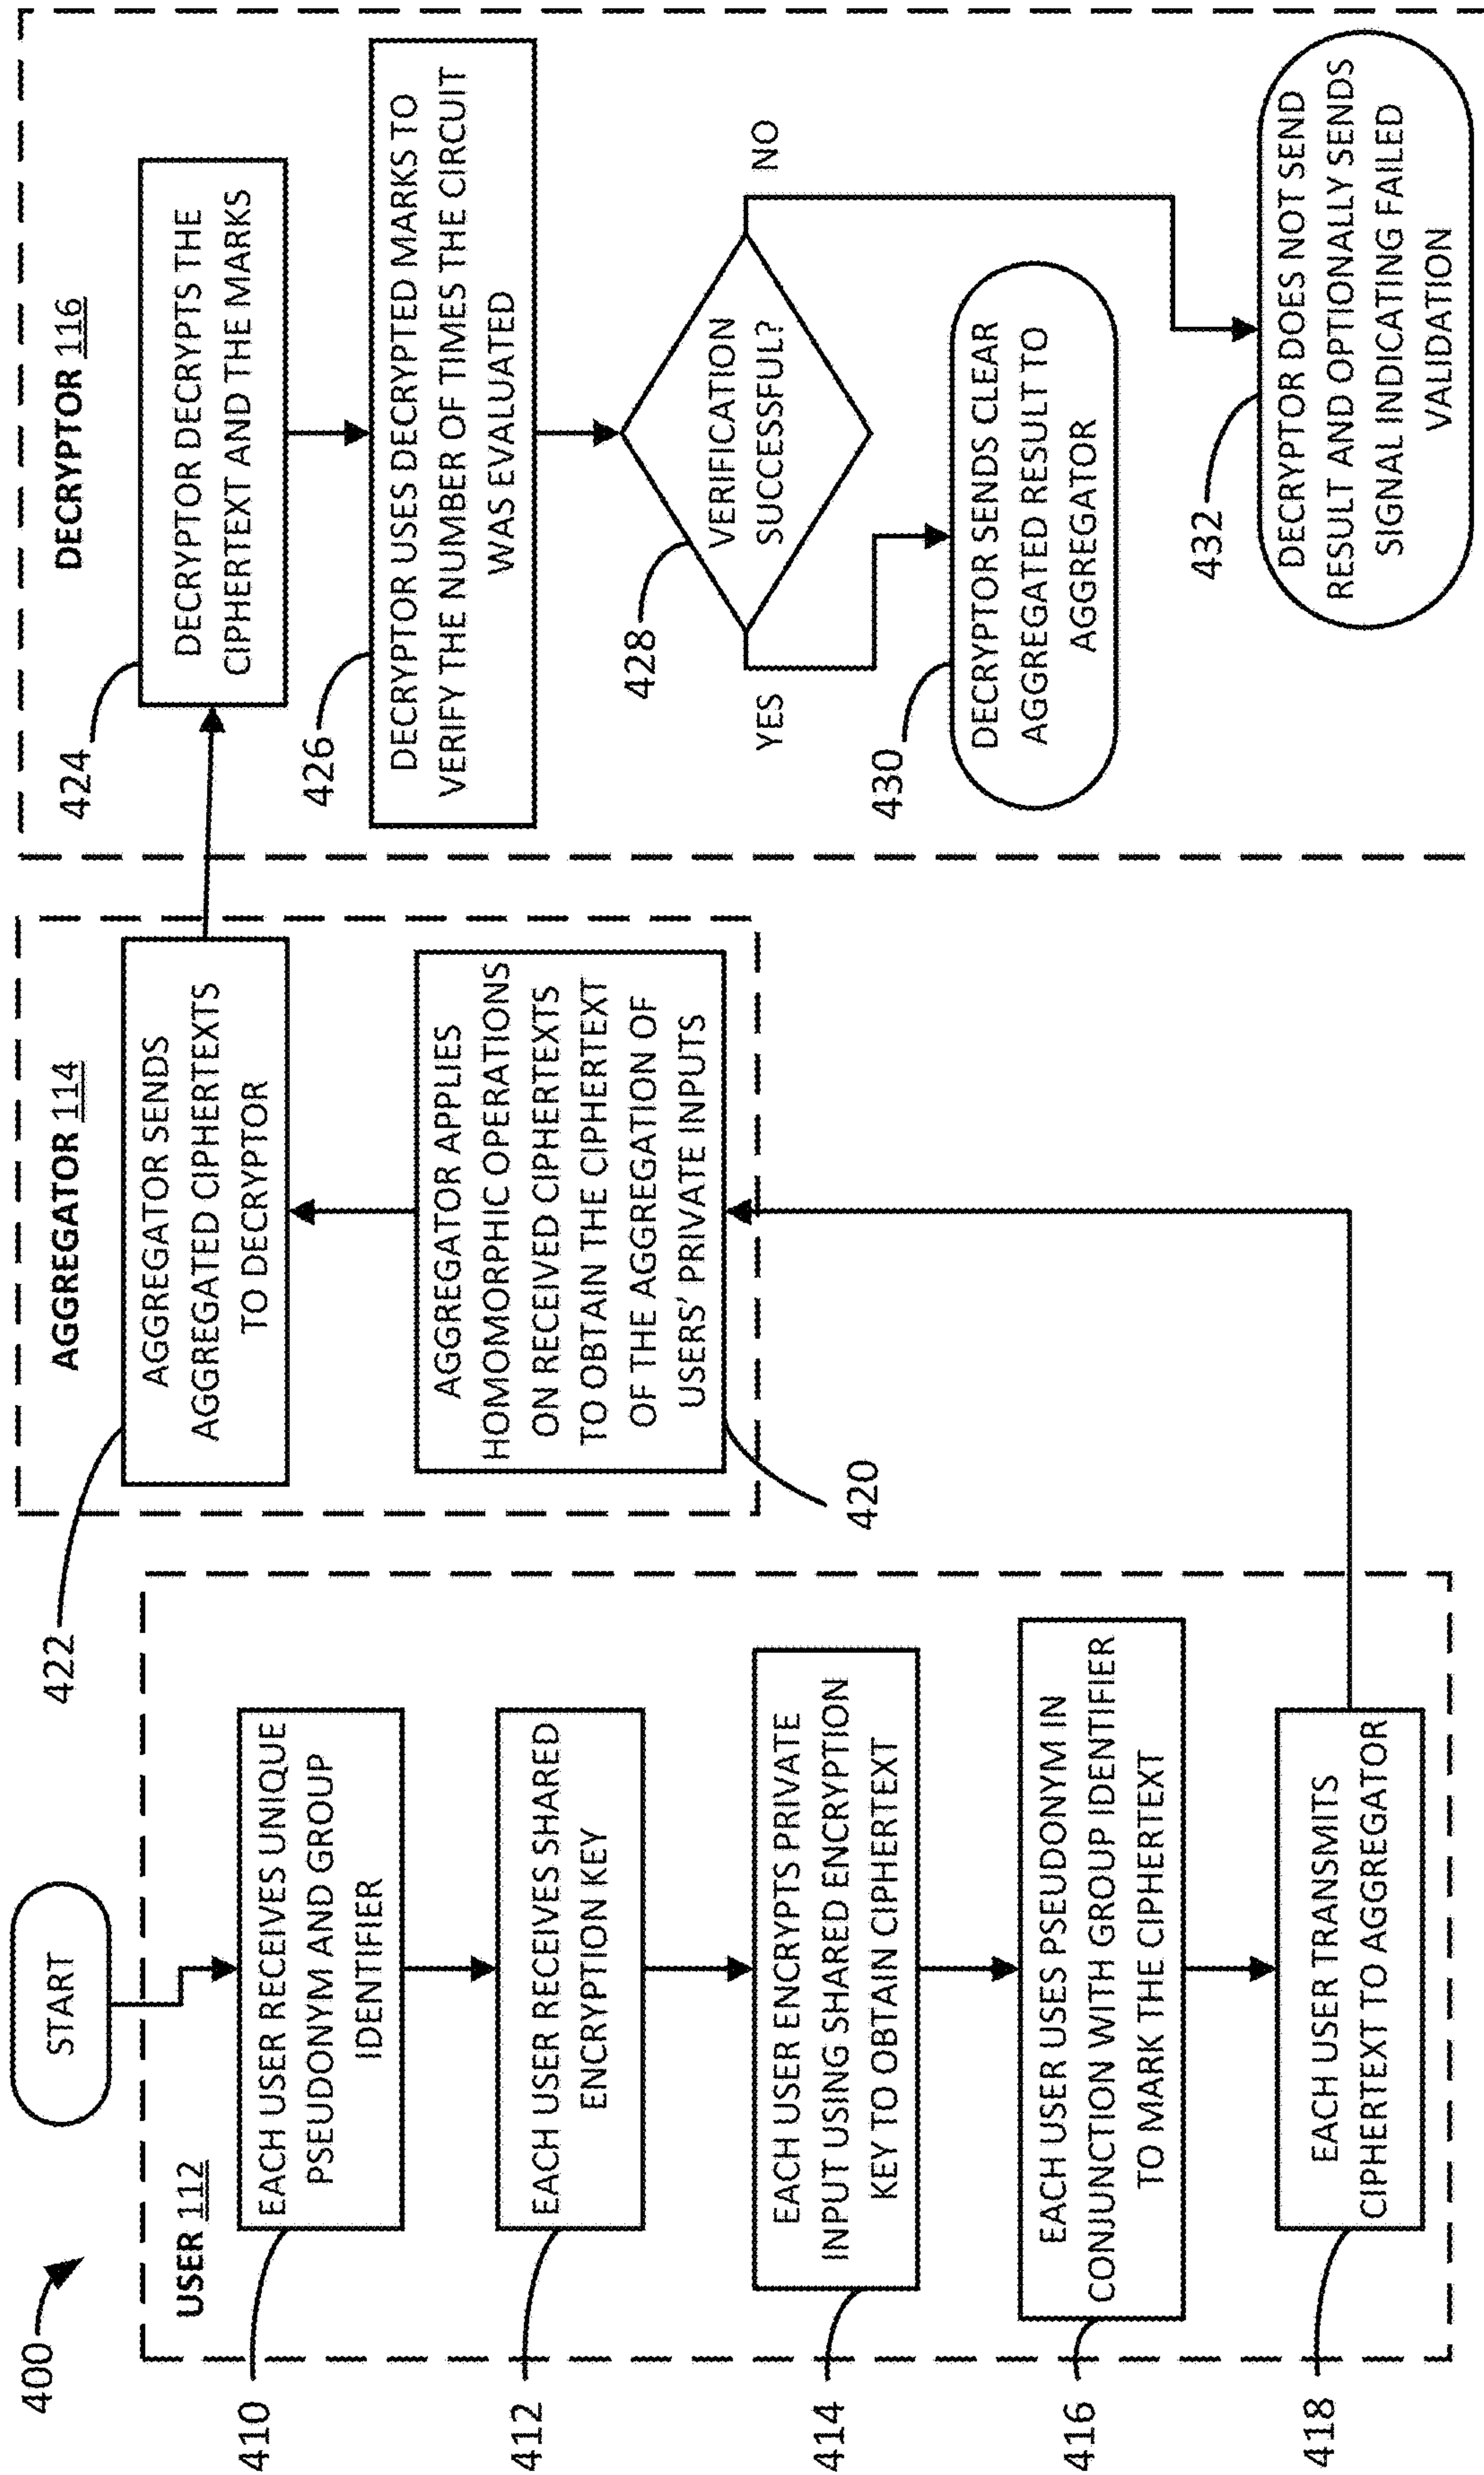 400
START
USER 112
410
EACH USER RECEIVES UNIQUE
PSEUDONYM AND GROUP
IDENTIFIER
412
EACH USER RECEIVES SHARED
ENCRYPTION KEY
414
EACH USER ENCRYPTS PRIVATE
INPUT USING SHARED ENCRYPTION
KEY TO OBTAIN CIPHERTEXT
416
EACH USER USES PSEUDONYM IN
CONJUNCTION WITH GROUP IDENTIFIER
TO MARK THE CIPHERTEXT
418
EACH USER TRANSMITS
CIPHERTEXT TO AGGREGATOR
AGGREGATOR 114
422
AGGREGATOR SENDS
AGGREGATED CIPHERTEXTS
TO DECRYPTOR
AGGREGATOR APPLIES
HOMOMORPHIC OPERATIONS
ON RECEIVED CIPHERTEXTS
TO OBTAIN THE CIPHERTEXT
OF THE AGGREGATION OF
USERS' PRIVATE INPUTS
420
DECRYPTOR 116
424
DECRYPTOR DECRYPTS THE
CIPHERTEXT AND THE MARKS
426
DECRYPTOR USES DECRYPTED MARKS TO
VERIFY THE NUMBER OF TIMES THE CIRCUIT
WAS EVALUATED
428
VERIFICATION
SUCCESSFUL?
YES
NO
430
DECRYPTOR SENDS CLEAR
AGGREGATED RESULT TO
AGGREGATOR
432
DECRYPTOR DOES NOT SEND
RESULT AND OPTIONALLY SENDS
SIGNAL INDICATING FAILED
VALIDATION